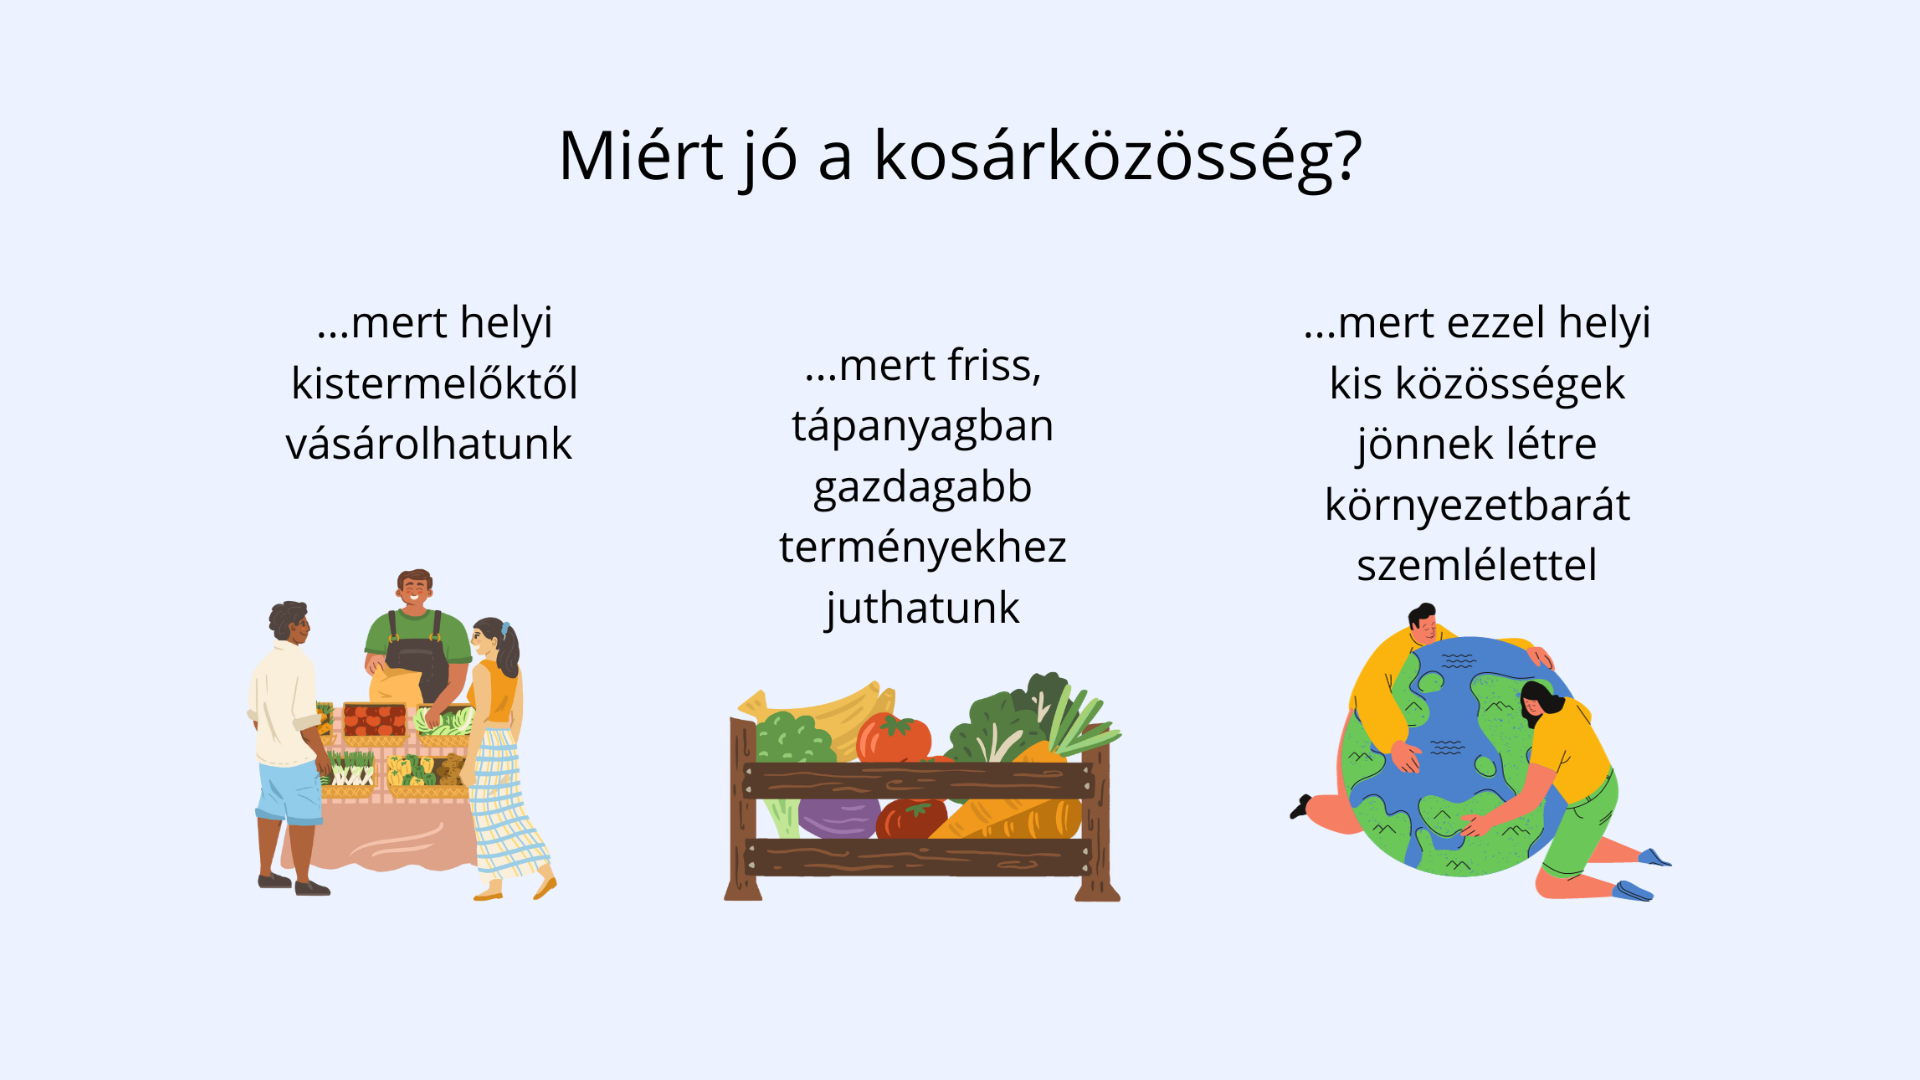 Miért jó a kosárközösség?
...mert helyi
kistermelőktől
vásárolhatunk
...mert friss,
tápanyagban
gazdagabb
terményekhez
juthatunk
...mert ezzel helyi
kis közösségek
jönnek létre
környezetbarát
szemlélettel